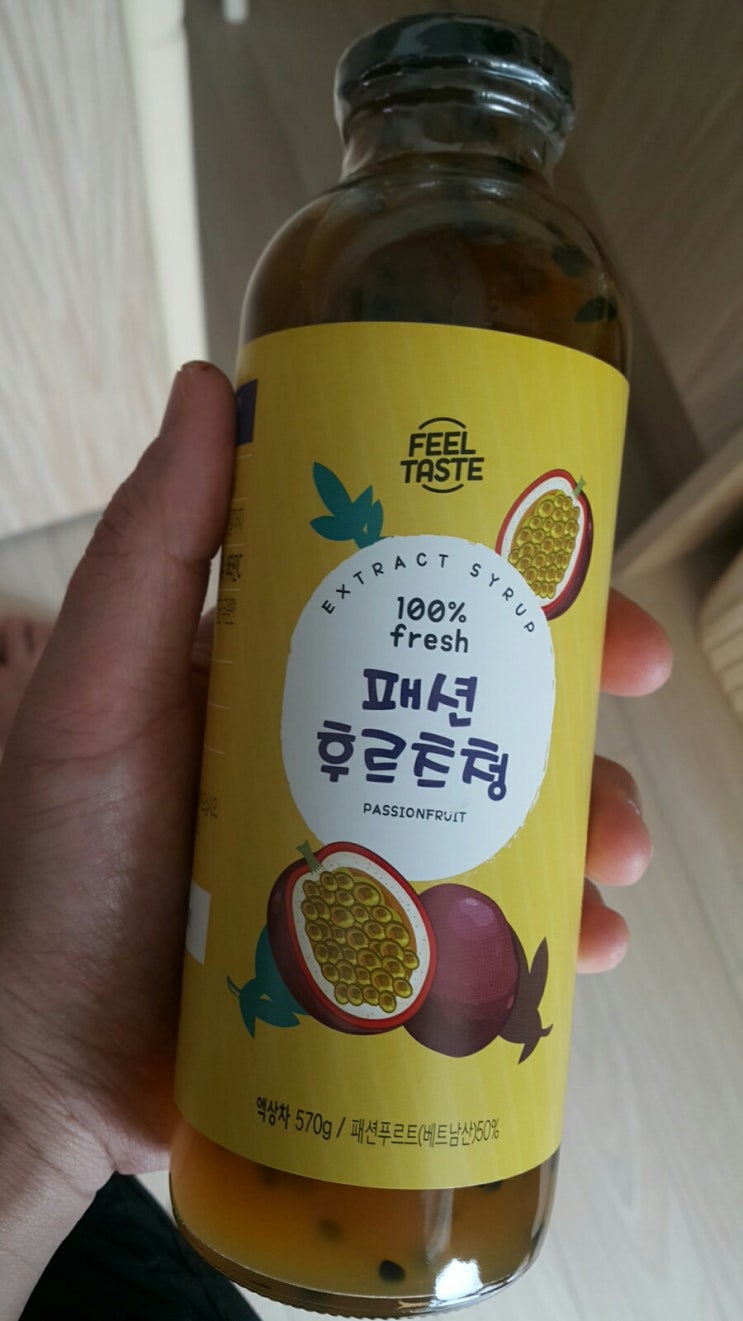 FEEL
TASTE
EXTRACT SYRUP
100%
fresh
패션
후르츠청
PASSIONFRUIT
액상차 570g / 패션푸르트(베트남산)50%